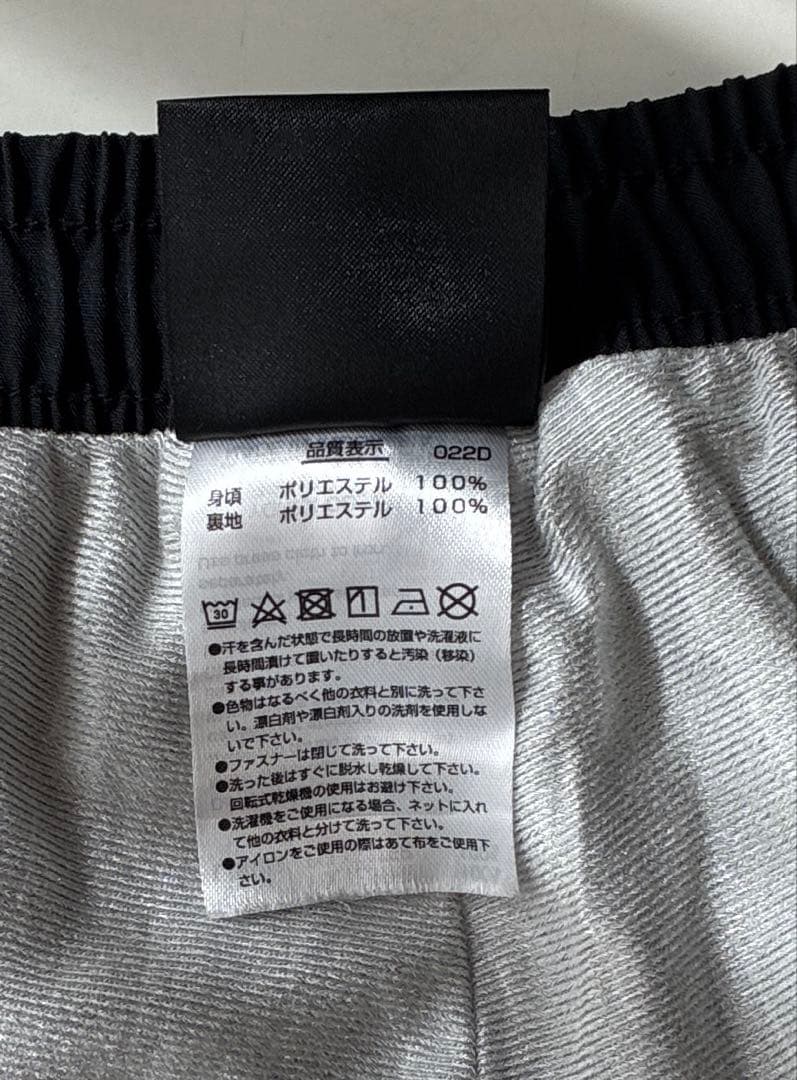 品質表示 022D
身頃 ポリエステル 100%
裏地 ポリエステル 100%
30
●汗を含んだ状態で長時間の放置や洗濯液に
長時間漬けて置いたりすると汚染（移染）
する事があります。
●色物はなるべく他の衣料と別に洗って下さ
い。漂白剤や漂白剤入りの洗剤を使用しな
いで下さい。
●ファスナーは閉じて洗って下さい。
●洗った後はすぐに脱水し乾燥して下さい。
回転式乾燥機の使用はお避け下さい。
●洗濯機をご使用になる場合、ネットに入れ
て他の衣料と分けて洗って下さい。
●アイロンをご使用の際はあて布をご使用下
さい。